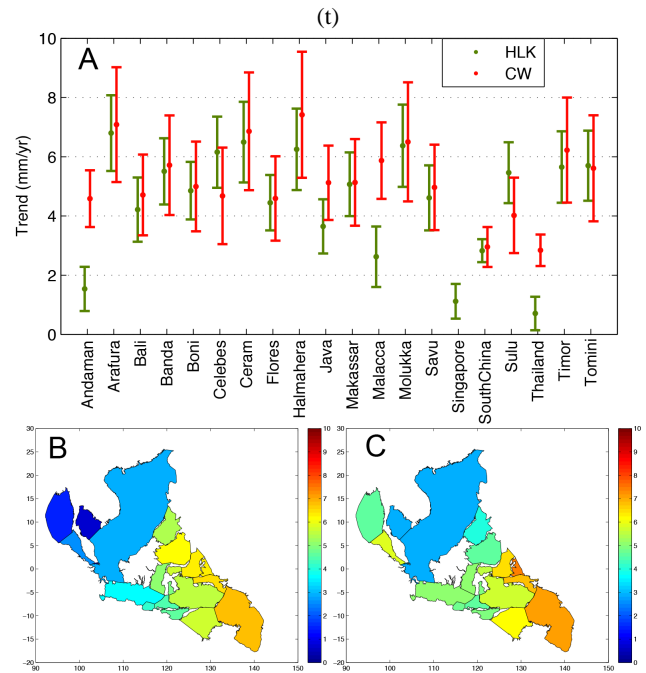 (t)
10
8
6
4
2
0
Trend (mm/yr)
A
HLK
CW
Andaman
Arafura
Bali
Banda
Boni
Celebes
Ceram
Flores
Halmahera
Java
Makassar
Malacca
Molukka
Savu
Singapore
SouthChina
Sulu
Thailand
Timor
Tomini
B
30
25
20
15
10
5
0
−5
−10
−15
−20
90 100 110 120 130 140 150
10
9
8
7
6
5
4
3
2
1
0
C
30
25
20
15
10
5
0
−5
−10
−15
−20
90 100 110 120 130 140 150
10
9
8
7
6
5
4
3
2
1
0